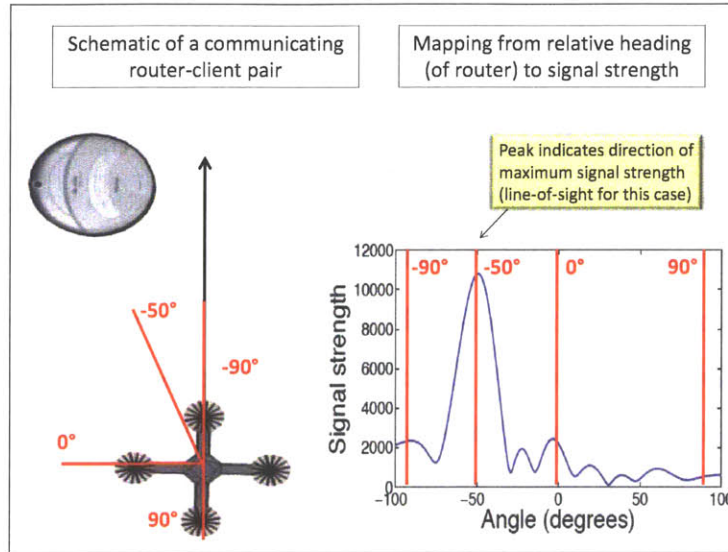 Schematic of a communicating
router-client pair
Mapping from relative heading
(of router) to signal strength
-50°
-90°
0°
90°
Peak indicates direction of
maximum signal strength
(line-of-sight for this case)
Signal strength
12000
10000
8000
6000
4000
2000
0
-90°
-50°
0°
90°
-100
-50
0
50
100
Angle (degrees)